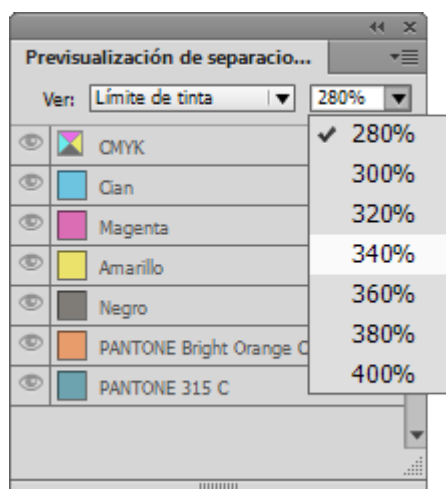 Previsualización de separacio...
Ver: Límite de tinta 280%
280%
300%
320%
340%
360%
380%
400%
CMYK
Cian
Magenta
Amarillo
Negro
PANTONE Bright Orange C
PANTONE 315 C